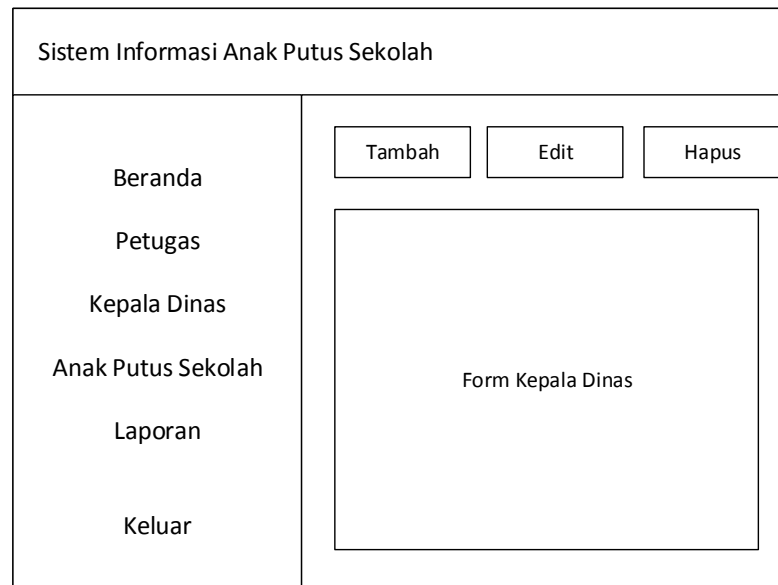 Sistem Informasi Anak Putus Sekolah
Beranda
Petugas
Kepala Dinas
Anak Putus Sekolah
Laporan
Keluar
Tambah
Edit
Hapus
Form Kepala Dinas